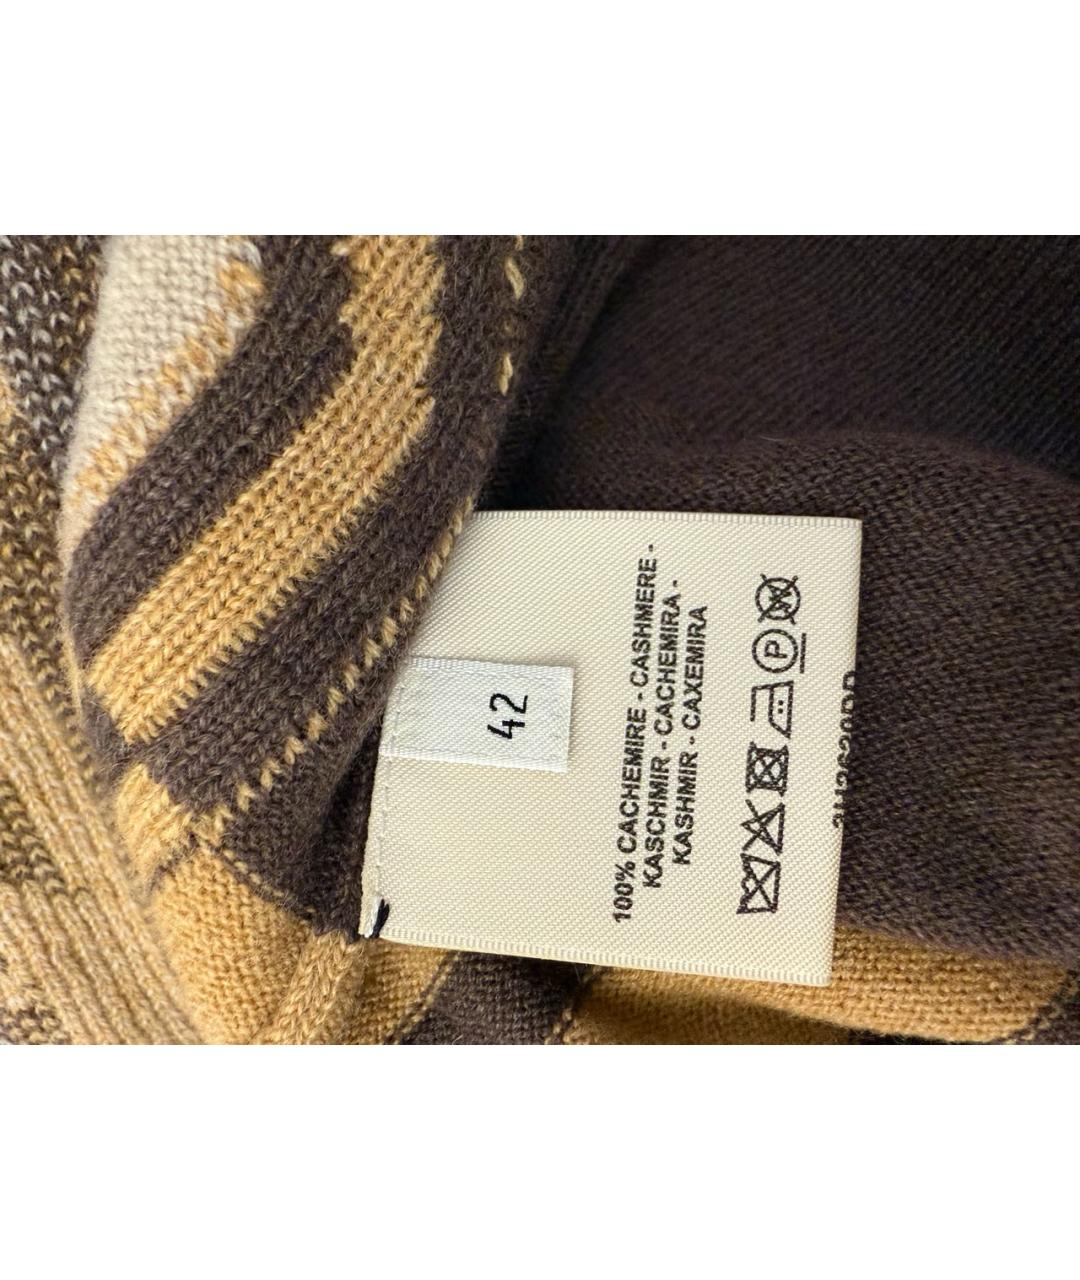 42
100% CACHEMIRE - CASHMERE -
KASCHMIR - CACHEMIRA -
KASHMIR - CAXEMIRA
P
W